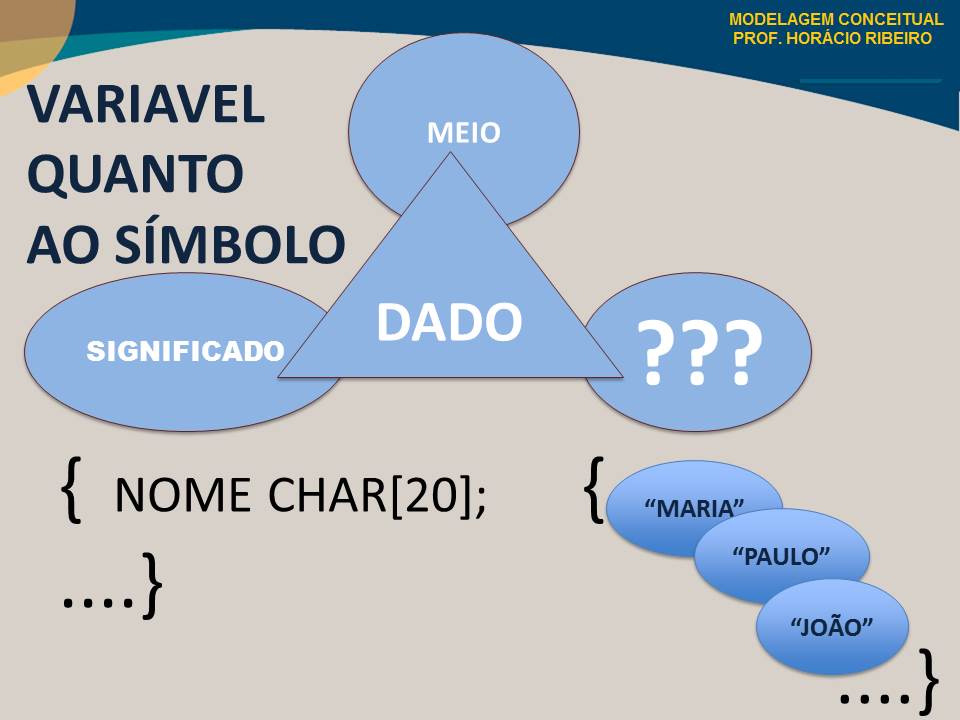 MODELAGEM CONCEITUAL
PROF. HORÁCIO RIBEIRO
VARIAVEL
QUANTO
AO SÍMBOLO
MEIO
DADO
SIGNIFICADO
???
{ NOME CHAR[20];
....}
{
“MARIA”
“PAULO”
“JOÃO”
....}